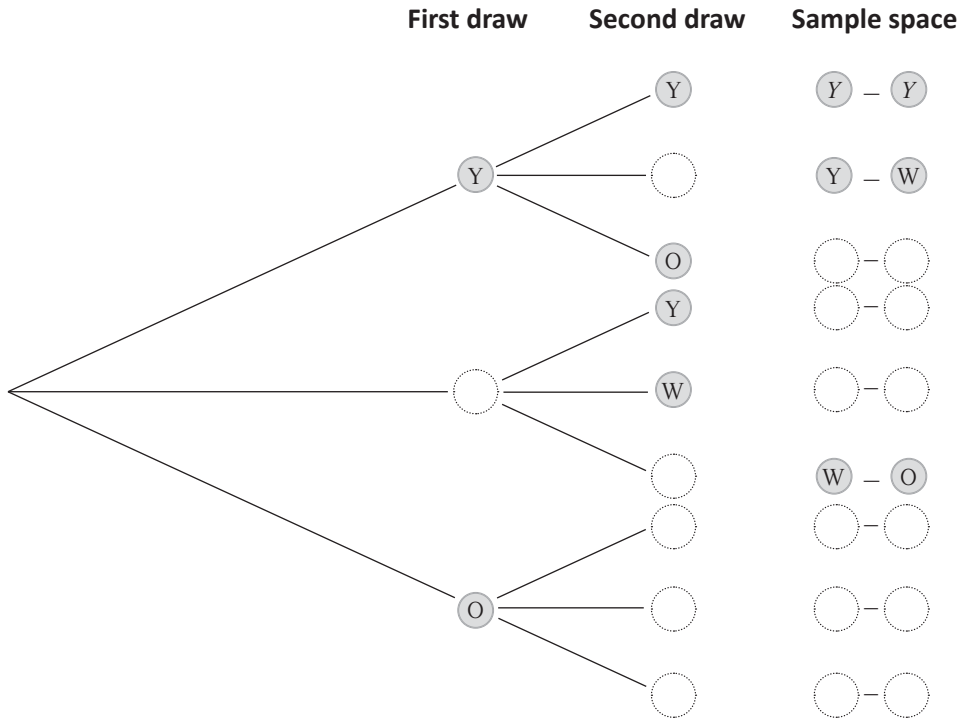 First draw Second draw Sample space
Y Y – Y
Y Y – W
O –
Y –
W –
W – O
–
O –
–